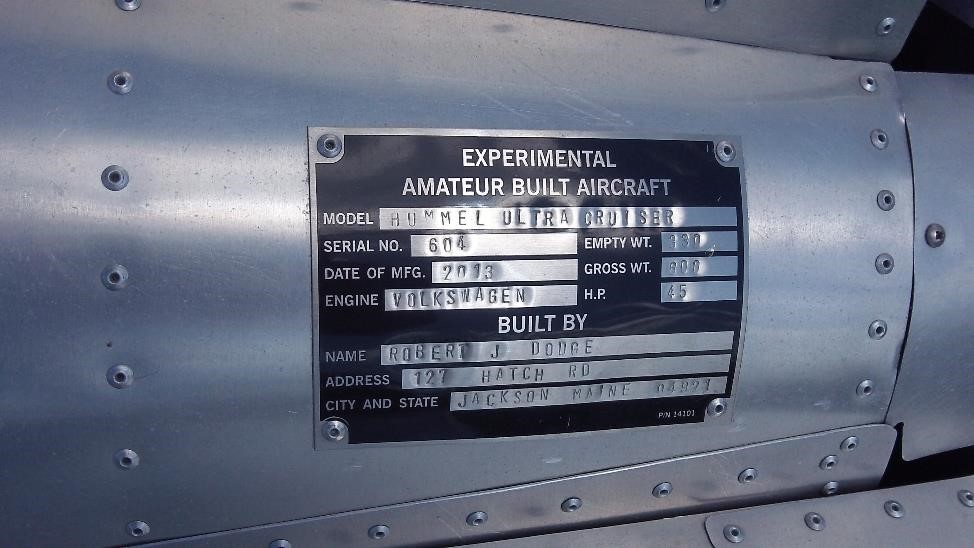 EXPERIMENTAL
AMATEUR BUILT AIRCRAFT
MODEL HUMMEL ULTRA CRUISER
SERIAL NO. 604 EMPTY WT.
DATE OF MFG. 2013 GROSS WT. 800
ENGINE VOLKSWAGEN H.P. 45
BUILT BY
NAME ROBERT J DODGE
ADDRESS 127 HATCH RD
CITY AND STATE JACKSON MAINE 04921
P/N 14101